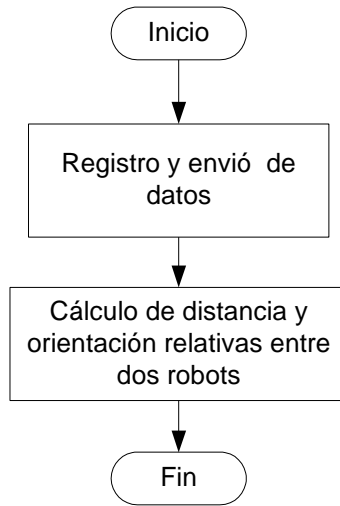 Inicio
Registro y envió de
datos
Cálculo de distancia y
orientación relativas entre
dos robots
Fin